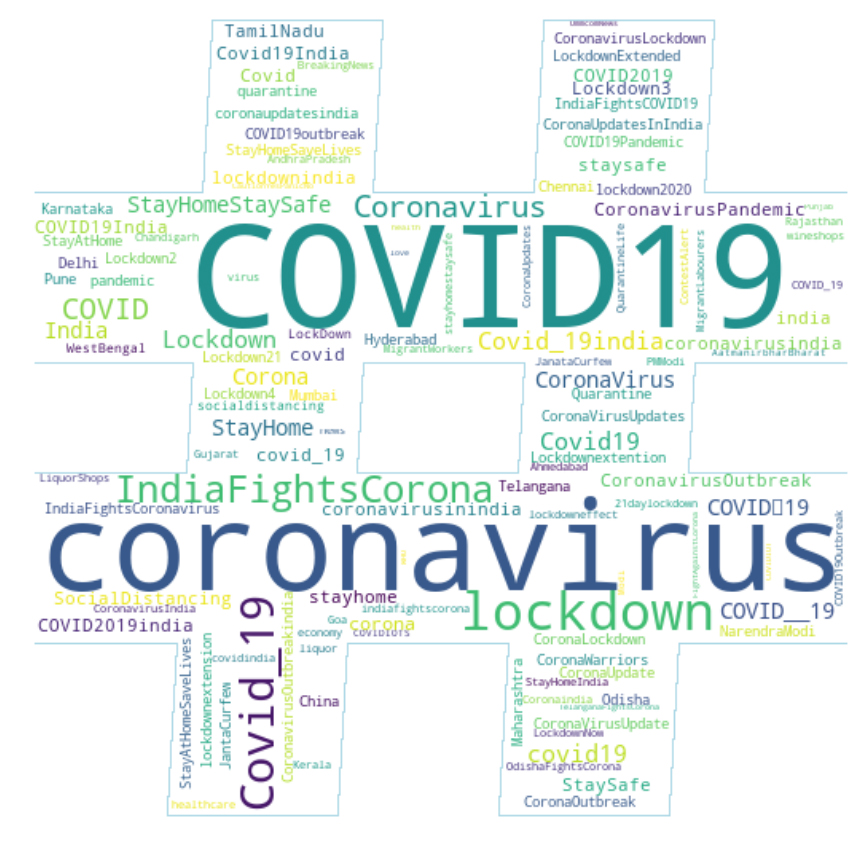 TamilNadu
Covid19India
BreakingNews
Covid
quarantine
coronaupdatesindia
COVID19outbreak
StayHomeSaveLives
AndhraPradesh
lockdownindia
CoronavirusLockdown
LockdownExtended
COVID2019
Lockdown3
IndiaFightsCOVID19
CoronaUpdatesInIndia
COVID19Pandemic
staysafe
Chennai
lockdown2020
Karnataka
StayHomeStaySafe
Coronavirus
CoronavirusPandemic
Punjab
COVID19India
Rajasthan
StayAtHome
Chandigarh
wineshops
health
COVID19
love
Delhi
Lockdown2
Pune
pandemic
virus
stayhomestaysafe
CoronaUpdates
QuarantineLife
ContestAlert
MigrantLabourers
COVID_19
COVID
India
india
WestBengal
Lockdown
LockDown
Hyderabad
Covid_19india
coronavirusindia
Lockdown21
covid
MigrantWorkers
AatmanirbharBharat
JanataCurfew
PMModi
Corona
CoronaVirus
Lockdown4
Mumbai
Quarantine
socialdistancing
CoronaVirusUpdates
StayHome
Covid19
Gujarat
covid_19
Lockdownextention
Ahmedabad
LiquorShops
IndiaFightsCorona
Telangana
CoronavirusOutbreak
IndiaFightsCoronavirus
coronavirusinindia
21daylockdown
lockdowneffect
COVID▯19
coronavirus
Modi
FightAgainstCorona
COVID19Outbreak
SocialDistancing
stayhome
lockdown
COVID__19
CoronavirusIndia
indiafightscorona
COVID2019india
Goa
corona
economy
COVIDIOTS
NarendraModi
liquor
CoronaLockdown
StayAtHomeSaveLives
lockdownextension
covidindia
JantaCurfew
Covid_19
CoronavirusOutbreakindia
China
Kerala
healthcare
CoronaWarriors
CoronaUpdate
StayHomeIndia
Maharashtra
Coronaindia
Odisha
TelanganaFightsCorona
CoronaVirusUpdate
LockdownNow
covid19
OdishaFightsCorona
StaySafe
CoronaOutbreak